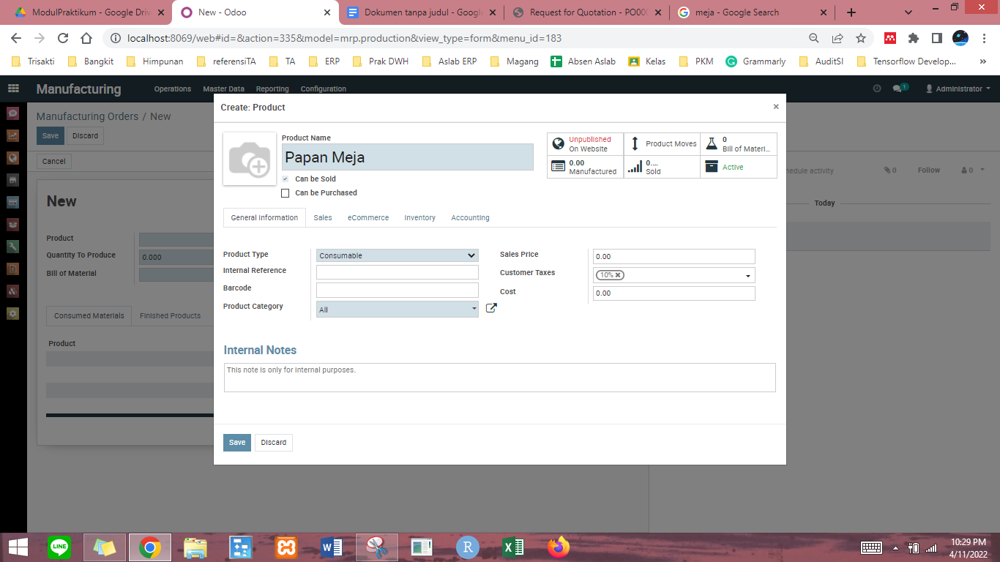 ModulPraktikum - Google Driv
New - Odoo
Dokumen tanpa judul - Google
Request for Quotation - PO000
meja - Google Search
localhost:8069/web#id=&action=335&model=mrp.production&view_type=form&menu_id=183
Trisakti
Bangkit
Himpunan
referensiTA
TA
ERP
Prak DWH
Aslab ERP
Magang
Absen Aslab
Kelas
PKM
Grammarly
AuditSI
Tensorflow Develop...
»
Manufacturing
Operations
Master Data
Reporting
Configuration
1
Administrator
Manufacturing Orders / New
Save
Discard
Cancel
hedule activity
0
Follow
0
New
Today
Product
Quantity To Produce
0.000
Bill of Material
Consumed Materials
Finished Products
Product
Create: Product
×
Product Name
Papan Meja
Can be Sold
Can be Purchased
Unpublished
On Website
Product Moves
0
Bill of Materi...
0.00
Manufactured
0....
Sold
Active
General Information
Sales
eCommerce
Inventory
Accounting
Product Type
Consumable
Internal Reference
Barcode
Product Category
All
Sales Price
0.00
Customer Taxes
10%
Cost
0.00
Internal Notes
This note is only for internal purposes.
Save
Discard
LINE
10:29 PM
4/11/2022